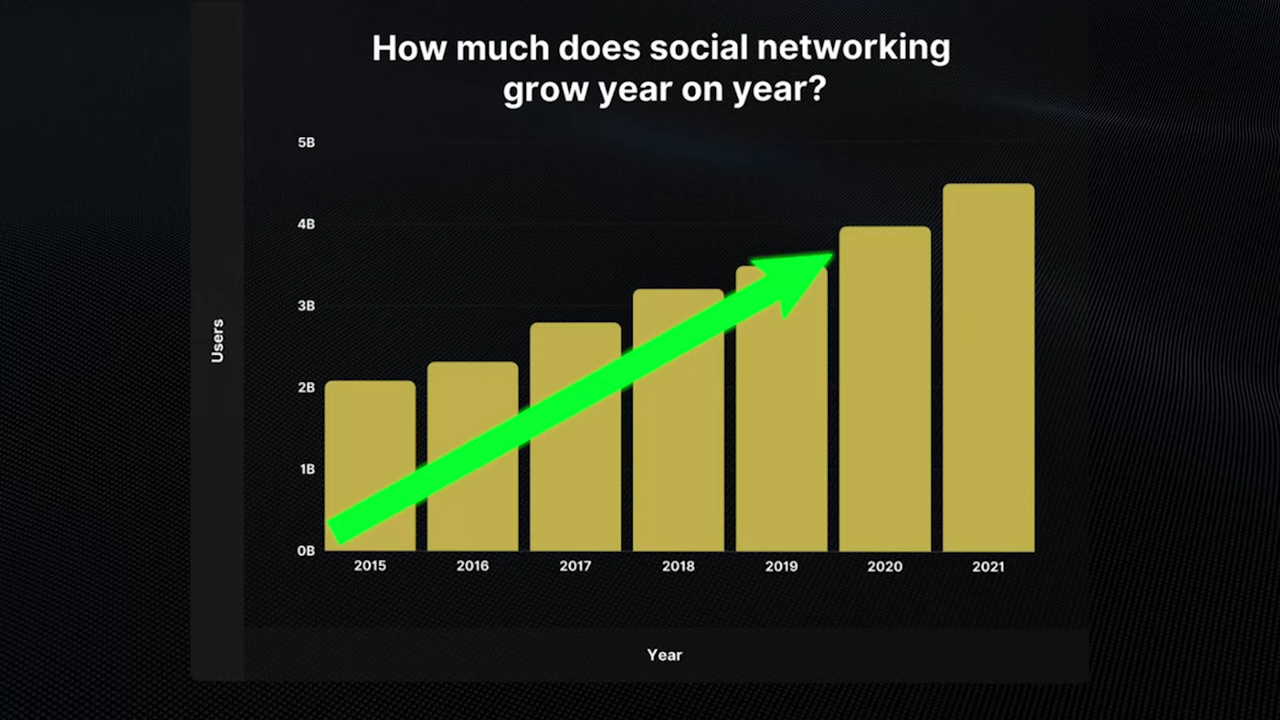 How much does social networking
grow year on year?
5B
4B
3B
2B
1B
0B
Users
2015 2016 2017 2018 2019 2020 2021
Year